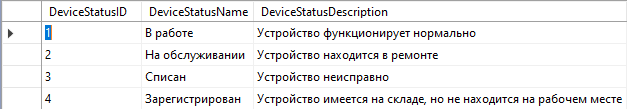 DeviceStatusID DeviceStatusName DeviceStatusDescription
1 В работе Устройство функционирует нормально
2 На обслуживании Устройство находится в ремонте
3 Списан Устройство неисправно
4 Зарегистрирован Устройство имеется на складе, но не находится на рабочем месте